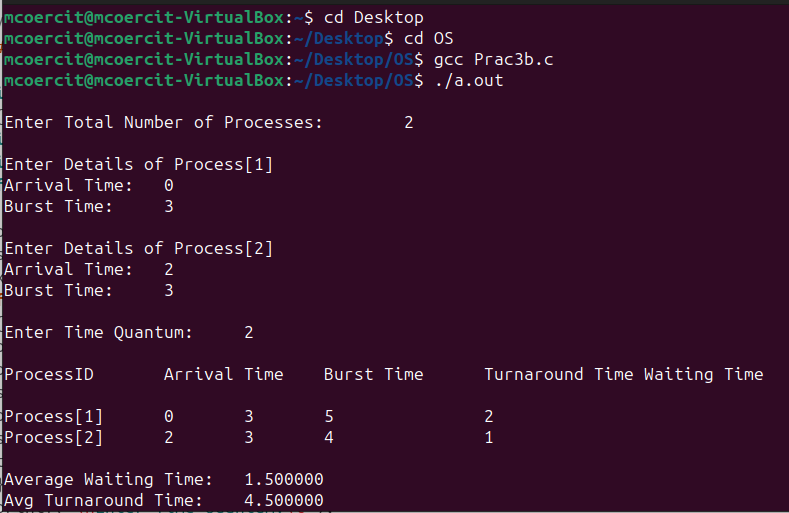 mcoercit@mcoercit-VirtualBox:~$ cd Desktop
mcoercit@mcoercit-VirtualBox:~/Desktop$ cd OS
mcoercit@mcoercit-VirtualBox:~/Desktop/OS$ gcc Prac3b.c
mcoercit@mcoercit-VirtualBox:~/Desktop/OS$ ./a.out
Enter Total Number of Processes: 2
Enter Details of Process[1]
Arrival Time: 0
Burst Time: 3
Enter Details of Process[2]
Arrival Time: 2
Burst Time: 3
Enter Time Quantum: 2
ProcessID Arrival Time Burst Time Turnaround Time Waiting Time
Process[1] 0 3 5 2
Process[2] 2 3 4 1
Average Waiting Time: 1.500000
Avg Turnaround Time: 4.500000